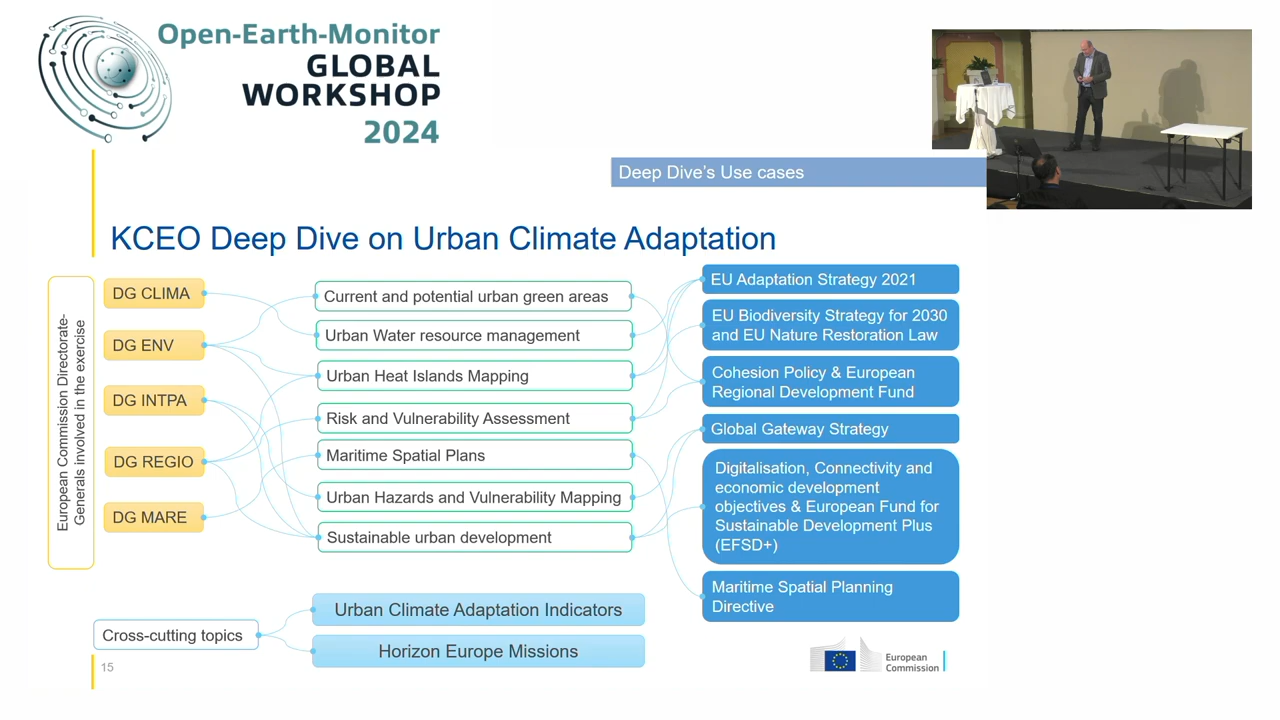 Open-Earth-Monitor
GLOBAL
WORKSHOP
2024
Deep Dive's Use cases
KCEO Deep Dive on Urban Climate Adaptation
European Commission Directorate-
Generals involved in the exercise
DG CLIMA
DG ENV
DG INTPA
DG REGIO
DG MARE
Current and potential urban green areas
Urban Water resource management
Urban Heat Islands Mapping
Risk and Vulnerability Assessment
Maritime Spatial Plans
Urban Hazards and Vulnerability Mapping
Sustainable urban development
EU Adaptation Strategy 2021
EU Biodiversity Strategy for 2030
and EU Nature Restoration Law
Cohesion Policy & European
Regional Development Fund
Global Gateway Strategy
Digitalisation, Connectivity and
economic development
objectives & European Fund for
Sustainable Development Plus
(EFSD+)
Maritime Spatial Planning
Directive
Cross-cutting topics
Urban Climate Adaptation Indicators
Horizon Europe Missions
15
European
Commission